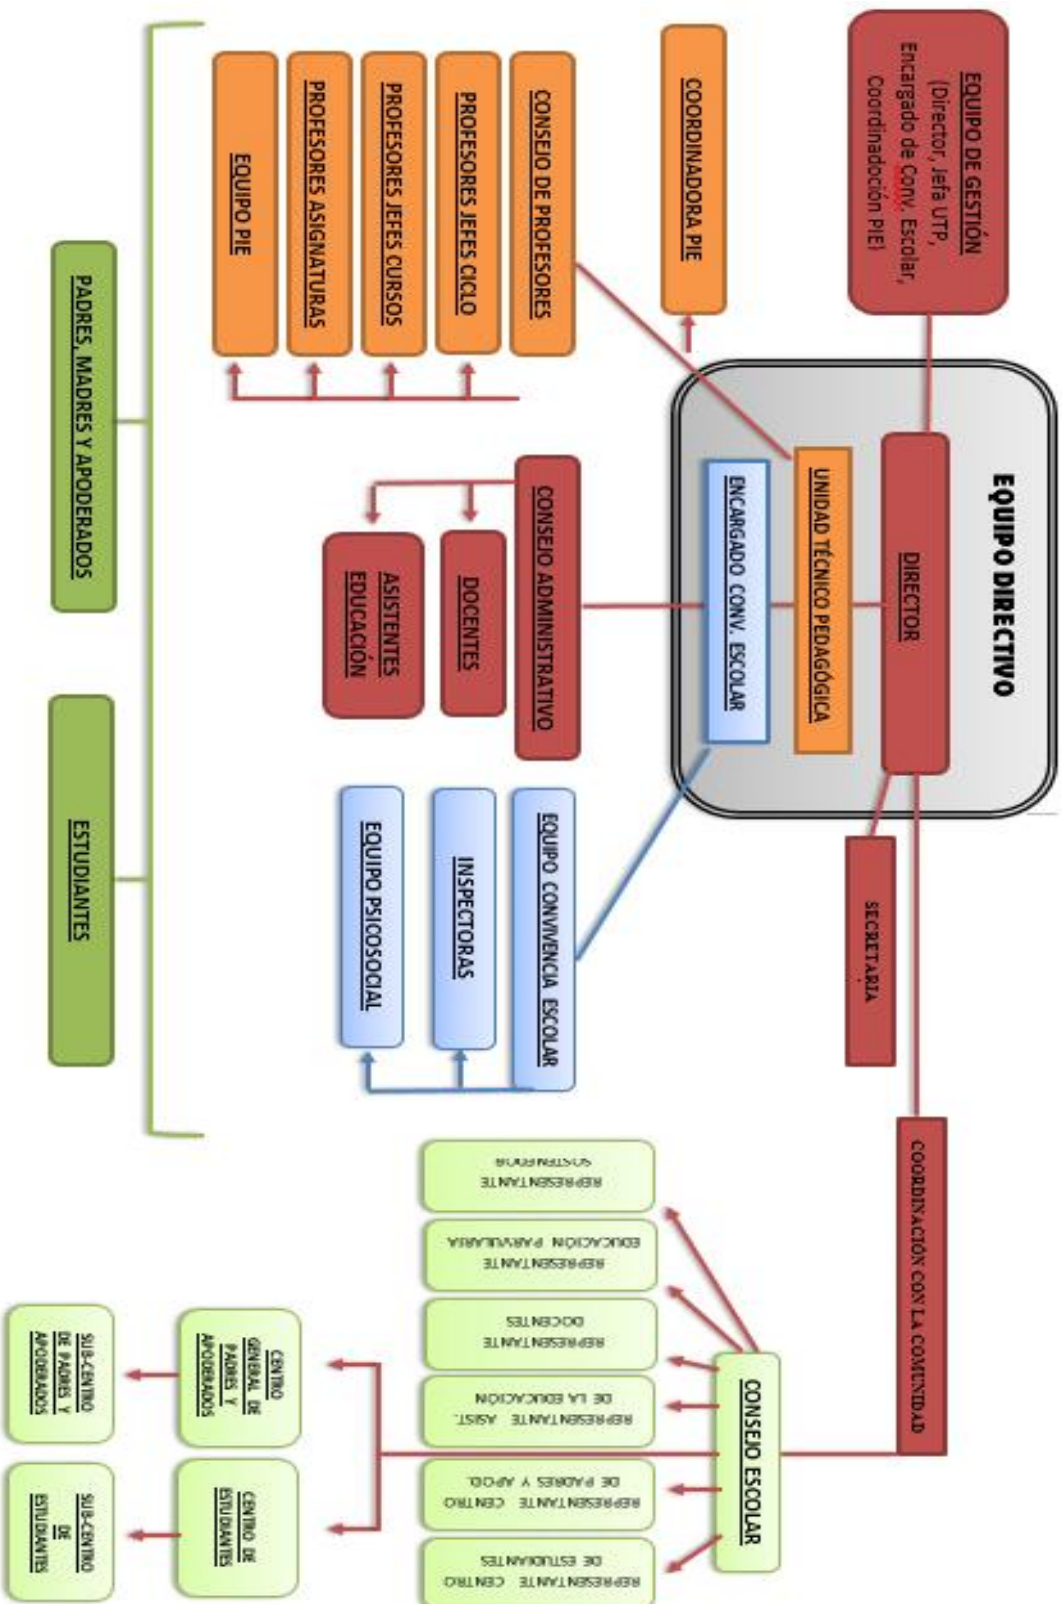 EQUIPO DE GESTIÓN
(Director, Jefa UTP,
Encargado de Conv. Escolar,
Coordinadoción PIE)
EQUIPO DIRECTIVO
DIRECTOR
UNIDAD TÉCNICO PEDAGÓGICA
ENCARGADO CONV. ESCOLAR
SECRETARÍA
COORDINACIÓN CON LA COMUNIDAD
COORDINADORA PIE
CONSEJO DE PROFESORES
PROFESORES JEFES CICLO
PROFESORES JEFES CURSOS
PROFESORES ASIGNATURAS
EQUIPO PIE
CONSEJO ADMINISTRATIVO
DOCENTES
ASISTENTES
EDUCACIÓN
EQUIPO CONVIVENCIA ESCOLAR
INSPECTORAS
EQUIPO PSICOSOCIAL
CONSEJO ESCOLAR
REPRESENTANTE
SOSTENEDOR
REPRESENTANTE
EDUCACIÓN PARVULARIA
REPRESENTANTE
DOCENTES
REPRESENTANTE ASIST.
DE LA EDUCACIÓN
REPRESENTANTE CENTRO
DE PADRES Y APOD.
REPRESENTANTE CENTRO
DE ESTUDIANTES
CENTRO
GENERAL DE
PADRES Y
APODERADOS
CENTRO DE
ESTUDIANTES
SUB-CENTRO
DE PADRES Y
APODERADOS
SUB-CENTRO
DE
ESTUDIANTES
PADRES, MADRES Y APODERADOS
ESTUDIANTES